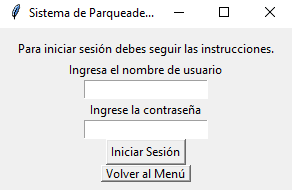 Sistema de Parqueade...
Para iniciar sesión debes seguir las instrucciones.
Ingresa el nombre de usuario
Ingrese la contraseña
Iniciar Sesión
Volver al Menú